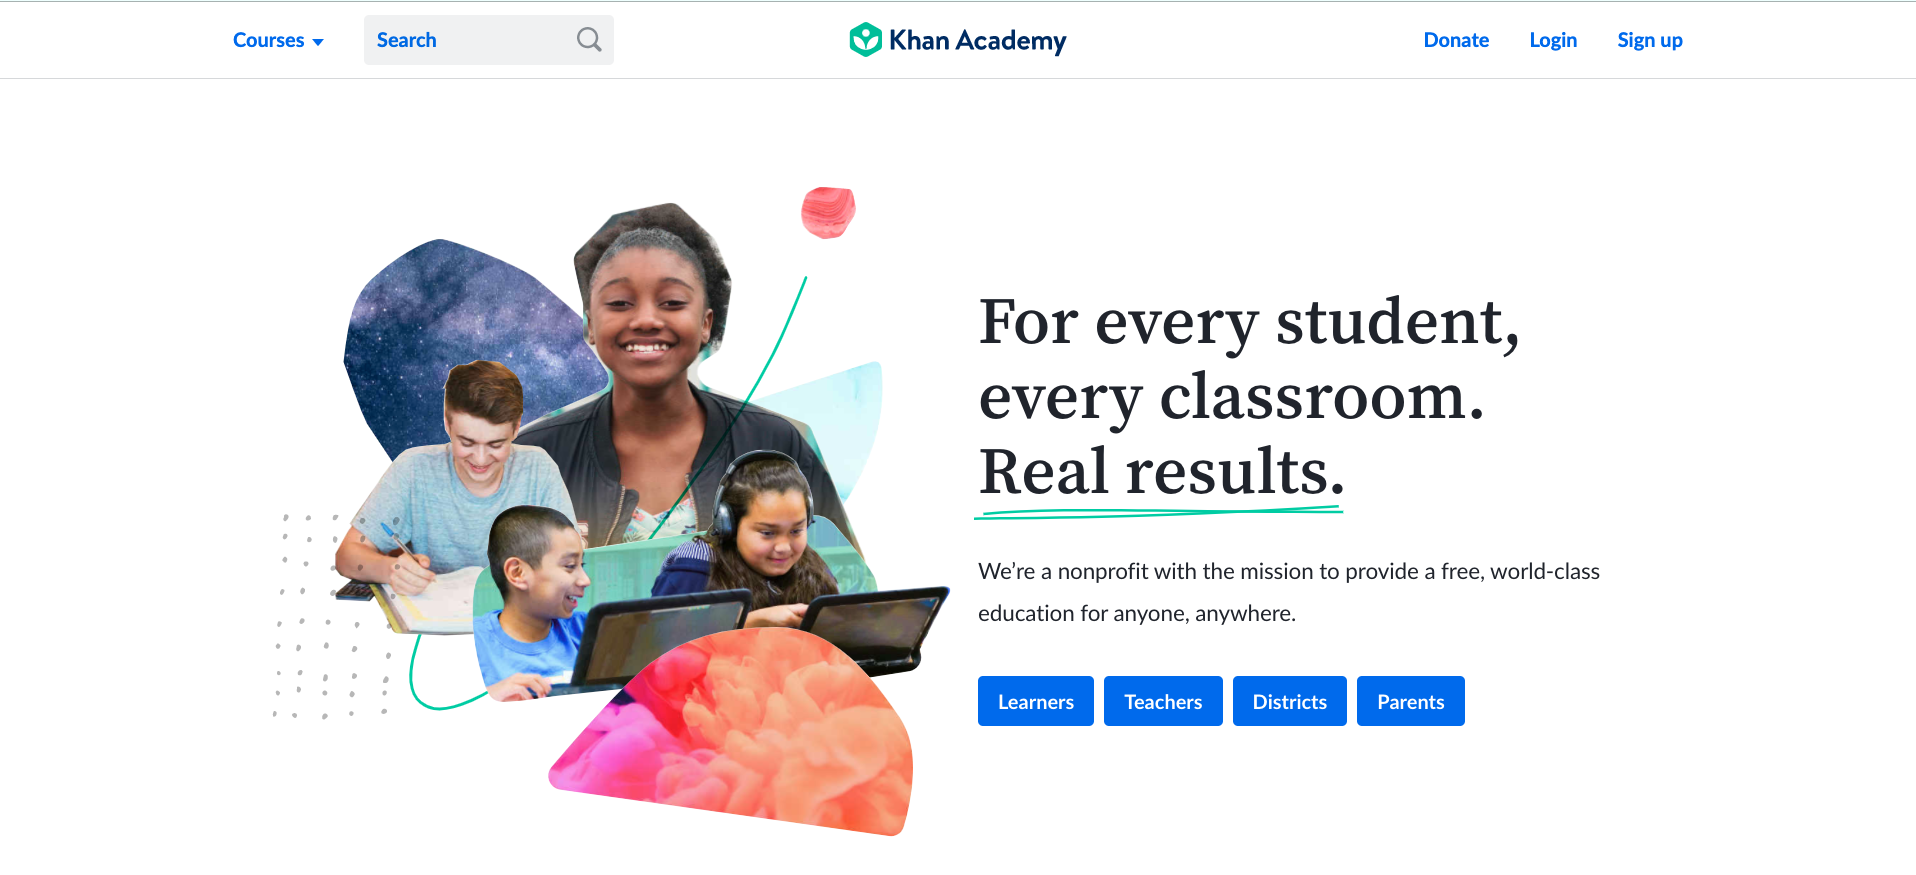 Courses
Search
Khan Academy
Donate
Login
Sign up
For every student,
every classroom.
Real results.
We’re a nonprofit with the mission to provide a free, world-class
education for anyone, anywhere.
Learners
Teachers
Districts
Parents